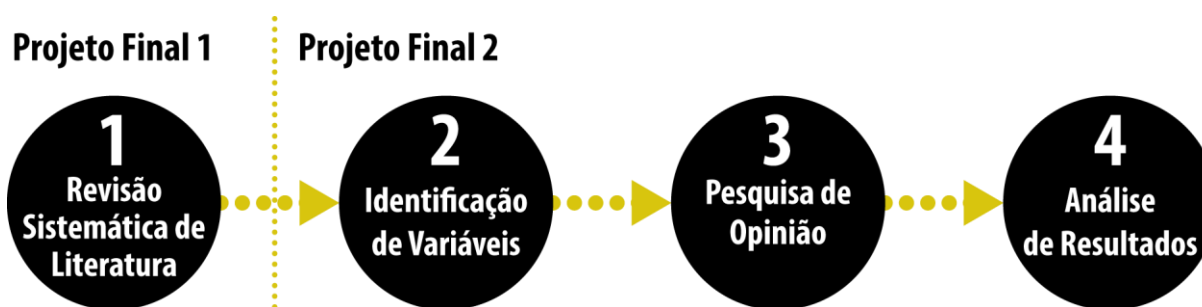 Projeto Final 1
Projeto Final 2
1
Revisão
Sistemática de
Literatura
2
Identificação
de Variáveis
3
Pesquisa de
Opinião
4
Análise
de Resultados